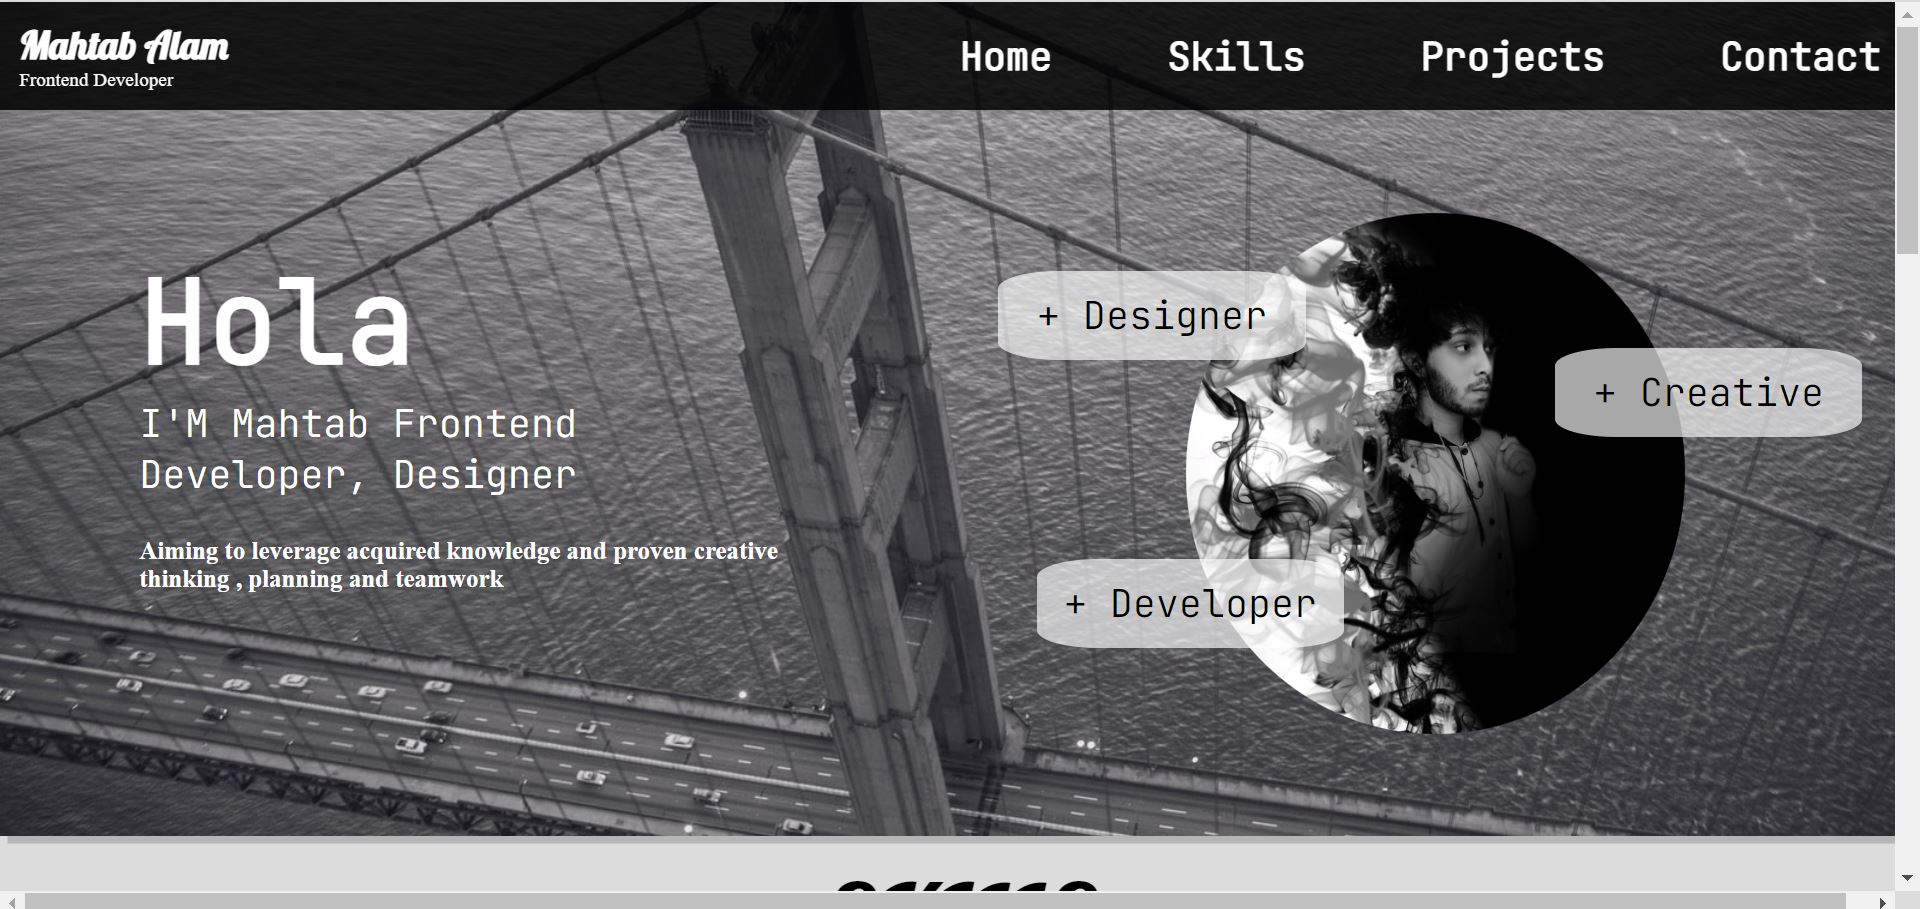 Mahtab Alam
Frontend Developer
Home Skills Projects Contact
Hola
I'M Mahtab Frontend
Developer, Designer
Aiming to leverage acquired knowledge and proven creative
thinking , planning and teamwork
+ Designer
+ Creative
+ Developer